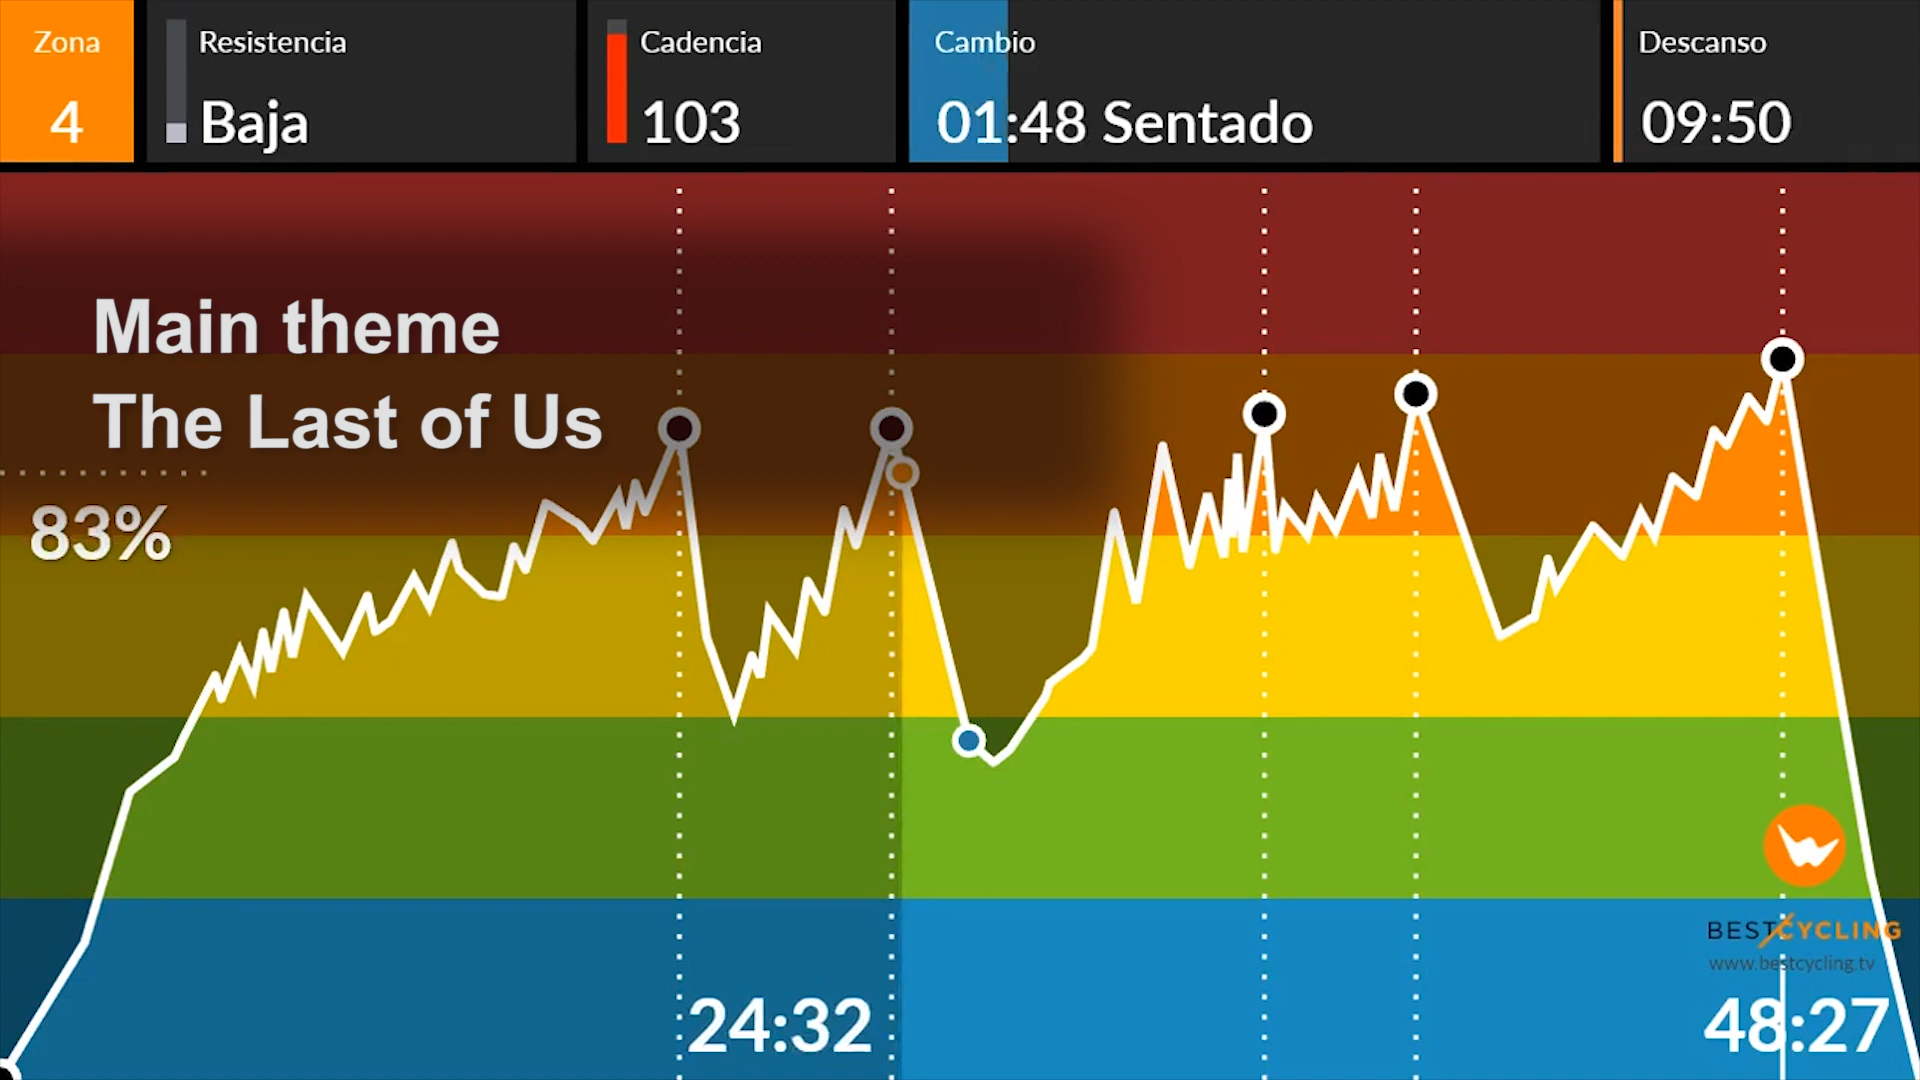 Zona
4
Resistencia
Baja
Cadencia
103
Cambio
01:48 Sentado
Descanso
09:50
Main theme
The Last of Us
83%
BESTCYCLING
www.bestcycling.tv
24:32
48:27